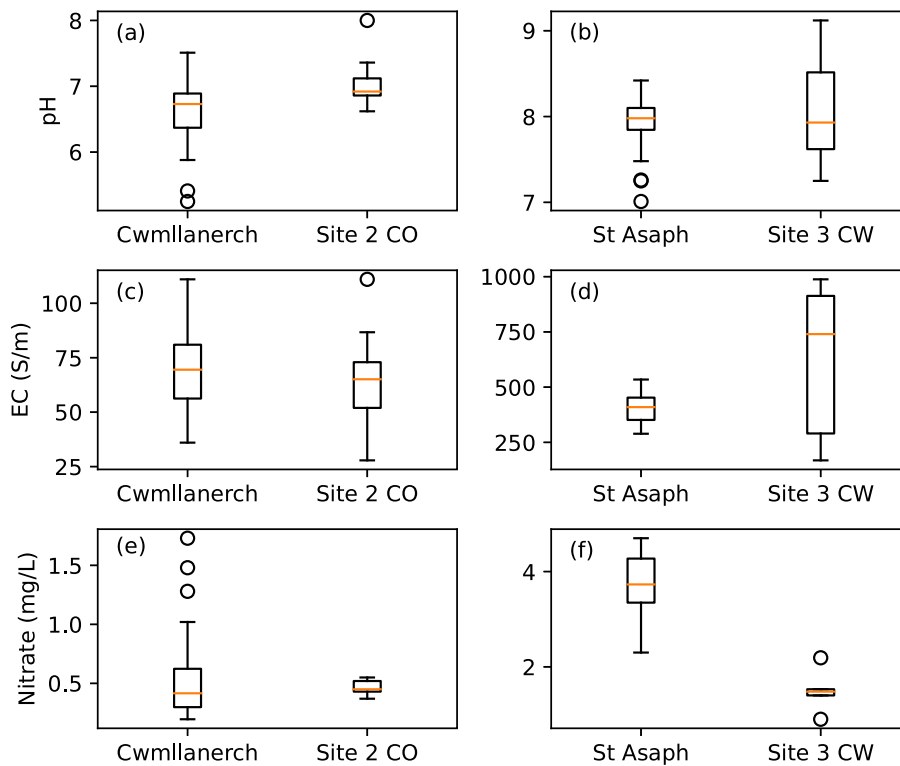 (a)
pH
8
7
6
Cwmllanerch Site 2 CO
(b)
9
8
7
St Asaph Site 3 CW
(c)
EC (S/m)
100
75
50
25
Cwmllanerch Site 2 CO
(d)
1000
750
500
250
St Asaph Site 3 CW
(e)
Nitrate (mg/L)
1.5
1.0
0.5
Cwmllanerch Site 2 CO
(f)
4
2
St Asaph Site 3 CW